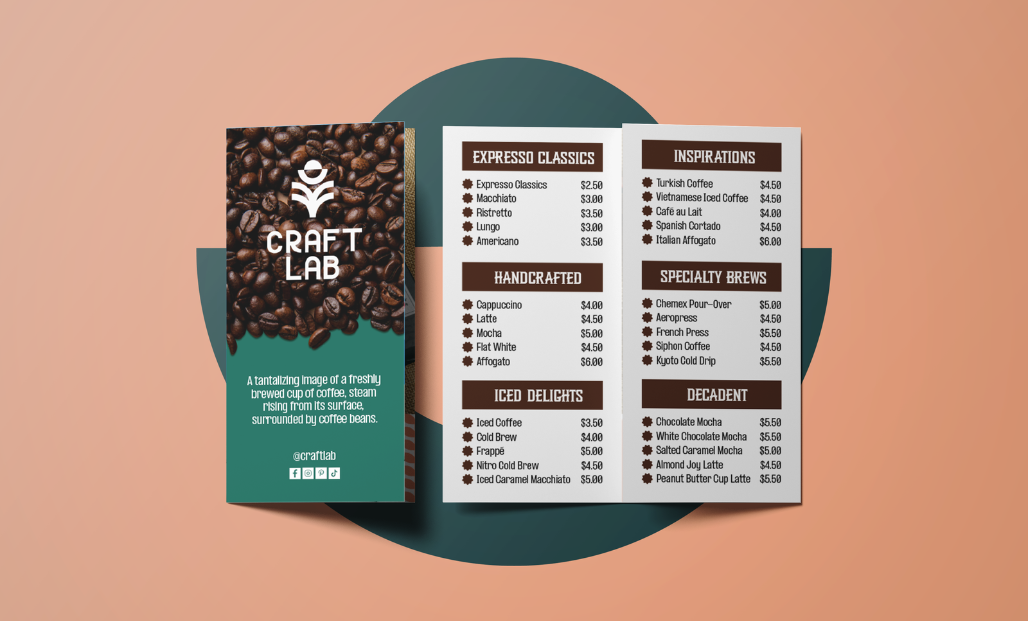 CRAFT
LAB
A tantalizing image of a freshly
brewed cup of coffee, steam
rising from its surface,
surrounded by coffee beans.
@craftlab
EXPRESSO CLASSICS
Expresso Classics $2.50
Macchiato $3.00
Ristretto $3.50
Lungo $3.00
Americano $3.50
HANDCRAFTED
Cappuccino $4.00
Latte $4.50
Mocha $5.00
Flat White $4.50
Affogato $6.00
ICED DELIGHTS
Iced Coffee $3.50
Cold Brew $4.00
Frappé $5.00
Nitro Cold Brew $4.50
Iced Caramel Macchiato $5.00
INSPIRATIONS
Turkish Coffee $4.50
Vietnamese Iced Coffee $4.50
Café au Lait $4.00
Spanish Cortado $4.50
Italian Affogato $6.00
SPECIALTY BREWS
Chemex Pour-Over $5.00
Aeropress $4.50
French Press $5.50
Siphon Coffee $4.50
Kyoto Cold Drip $5.50
DECADENT
Chocolate Mocha $5.50
White Chocolate Mocha $5.50
Salted Caramel Mocha $5.00
Almond Joy Latte $4.50
Peanut Butter Cup Latte $5.50